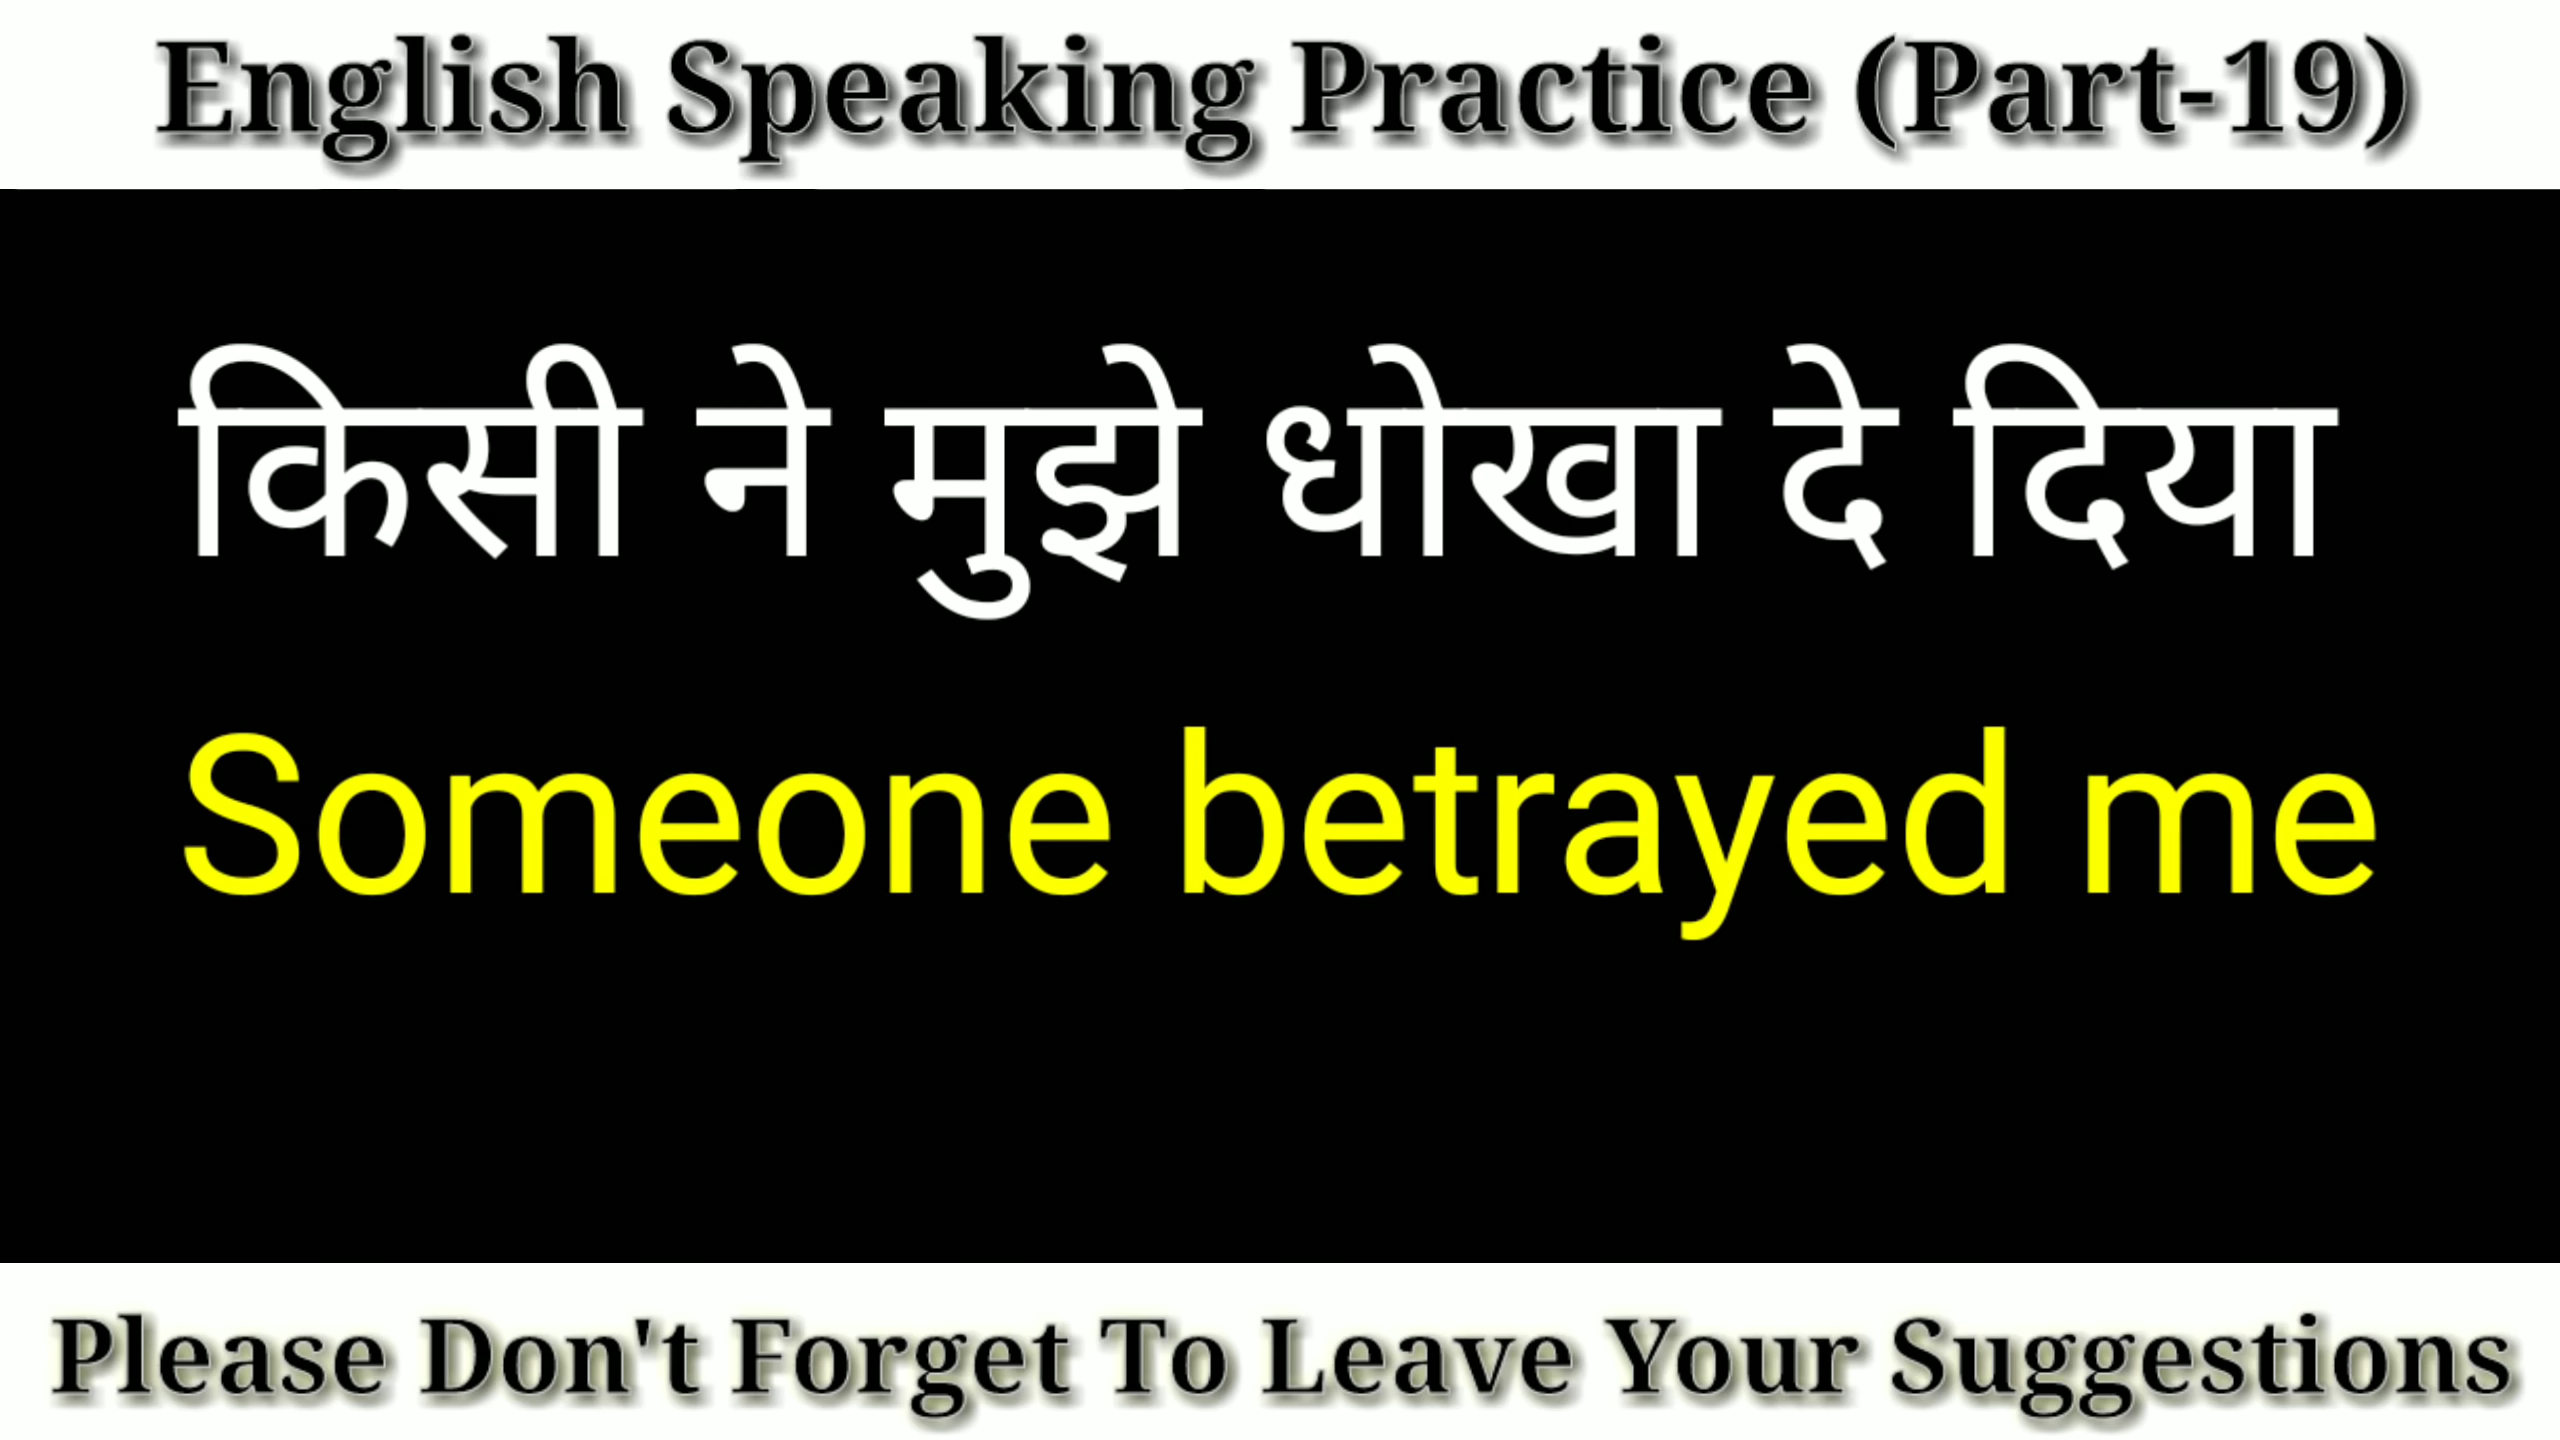 English Speaking Practice (Part-19)
किसी ने मुझे धोखा दे दिया
Someone betrayed me
Please Don't Forget To Leave Your Suggestions